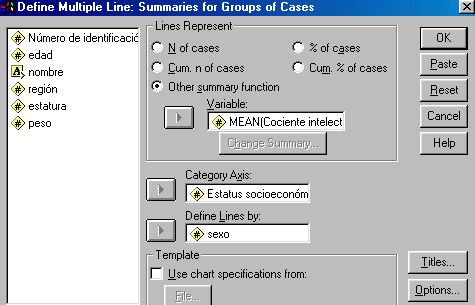 Define Multiple Line: Summaries for Groups of Cases
Número de identificació
edad
nombre
región
estatura
peso
Lines Represent
N of cases
% of cases
Cum. n of cases
Cum. % of cases
Other summary function
Variable:
MEAN(Cociente intelect
Change Summary...
Category Axis:
Estatus socioeconóm
Define Lines by:
sexo
Template
Use chart specifications from:
File...
OK
Paste
Reset
Cancel
Help
Titles...
Options...